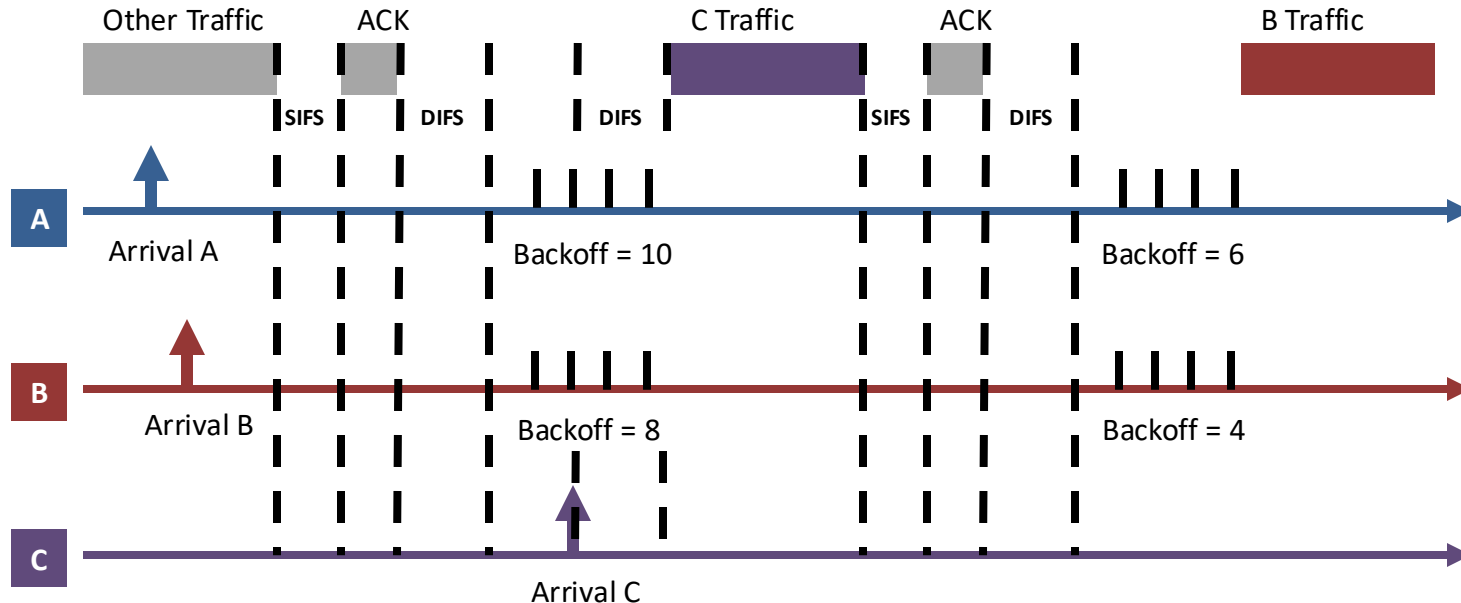 Other Traffic
ACK
C Traffic
ACK
B Traffic
SIFS
DIFS
DIFS
SIFS
DIFS
A
Arrival A
Backoff = 10
Backoff = 6
B
Arrival B
Backoff = 8
Backoff = 4
C
Arrival C